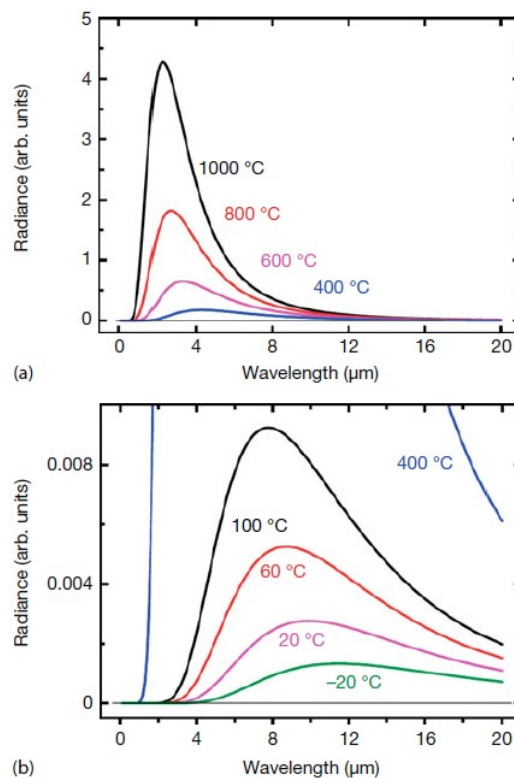 5
4
3
2
1
0
Radiance (arb. units)
1000 °C
800 °C
600 °C
400 °C
0 4 8 12 16 20
Wavelength (μm)
(a)
0.008
0.004
0
Radiance (arb. units)
400 °C
100 °C
60 °C
20 °C
–20 °C
0 4 8 12 16 20
Wavelength (μm)
(b)